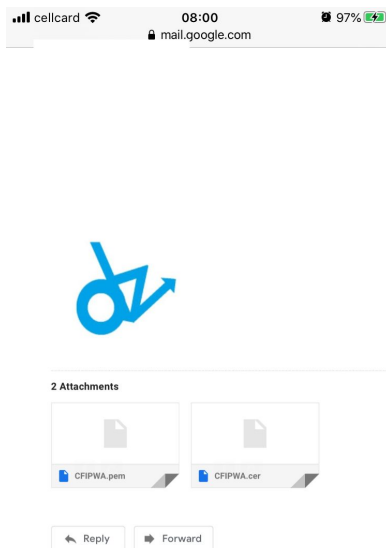 cellcard 08:00 97%
mail.google.com
2 Attachments
CFIPWA.pem CFIPWA.cer
Reply Forward